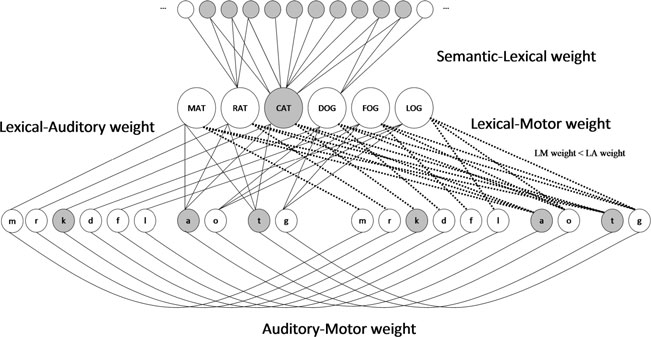 ... ...
Semantic-Lexical weight
MAT RAT CAT DOG FOG LOG
Lexical-Auditory weight
Lexical-Motor weight
LM weight < LA weight
m r k d f l a o t g m r k d f l a o t g
Auditory-Motor weight